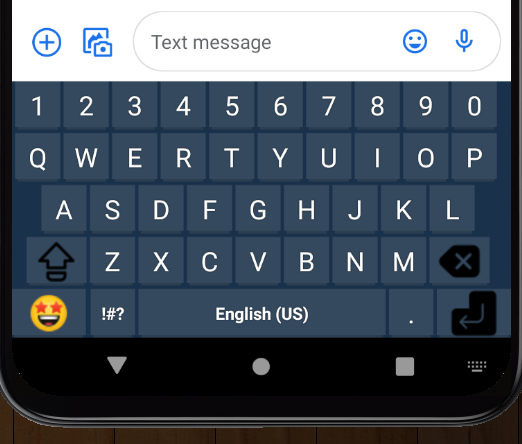 Text message
1 2 3 4 5 6 7 8 9 0
Q W E R T Y U I O P
A S D F G H J K L
Z X C V B N M
!#? English (US) .